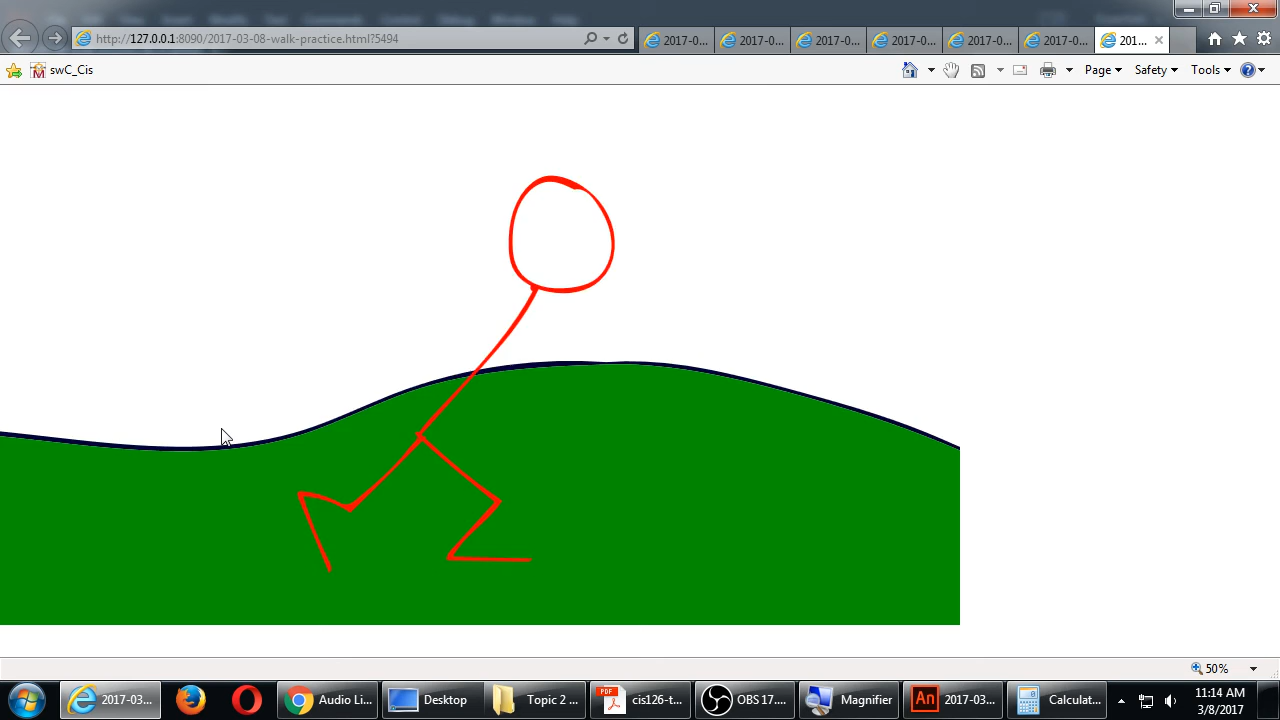 http://127.0.0.1:8090/2017-03-08-walk-practice.html?5494
2017-0... 2017-0... 2017-0... 2017-0... 2017-0... 2017-0... 201...
swC_Cis
Page Safety Tools
50%
2017-03... Audio Li... Desktop Topic 2 ... PDF cis126-t... OBS 17.... Magnifier An 2017-03... Calculat...
11:14 AM
3/8/2017